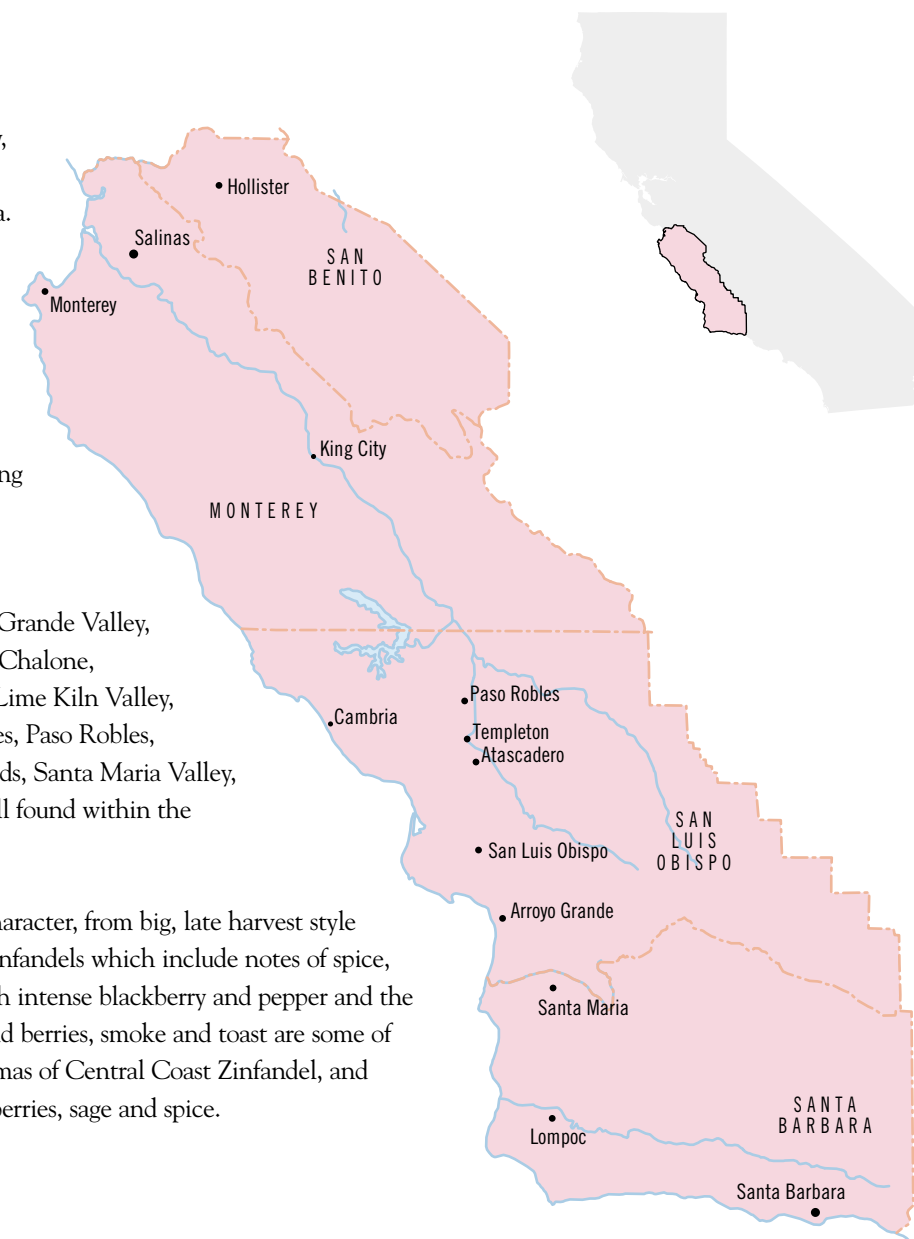 y,
a.
ng
Grande Valley,
Chalone,
Lime Kiln Valley,
es, Paso Robles,
ds, Santa Maria Valley,
ll found within the
haracter, from big, late harvest style
nfandels which include notes of spice,
h intense blackberry and pepper and the
d berries, smoke and toast are some of
mas of Central Coast Zinfandel, and
berries, sage and spice.
Hollister
Salinas
SAN
BENITO
Monterey
King City
MONTEREY
Paso Robles
Cambria
Templeton
Atascadero
SAN
LUIS
OBISPO
San Luis Obispo
Arroyo Grande
Santa Maria
SANTA
BARBARA
Lompoc
Santa Barbara